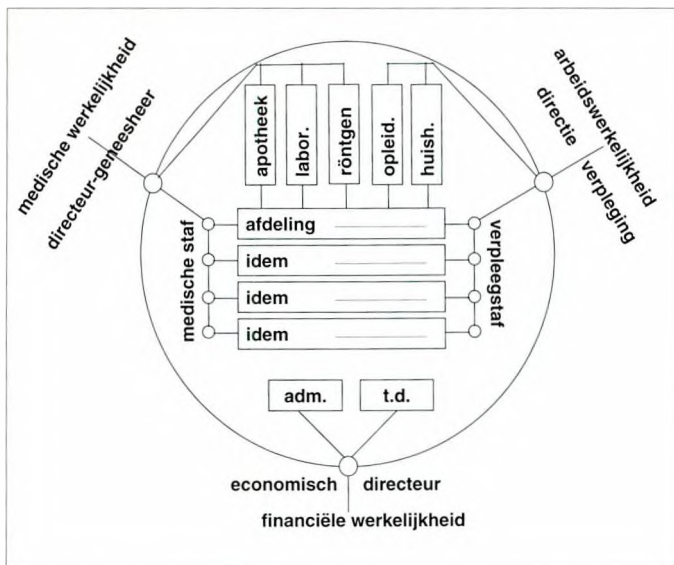 medische werkelijkheid
directeur-geneesheer
arbeidswerkelijkheid
directie verpleging
apotheek
labor.
röntgen
opleid.
huish.
medische staf
verpleegstaf
afdeling
idem
idem
idem
adm.
t.d.
economisch directeur
financiële werkelijkheid